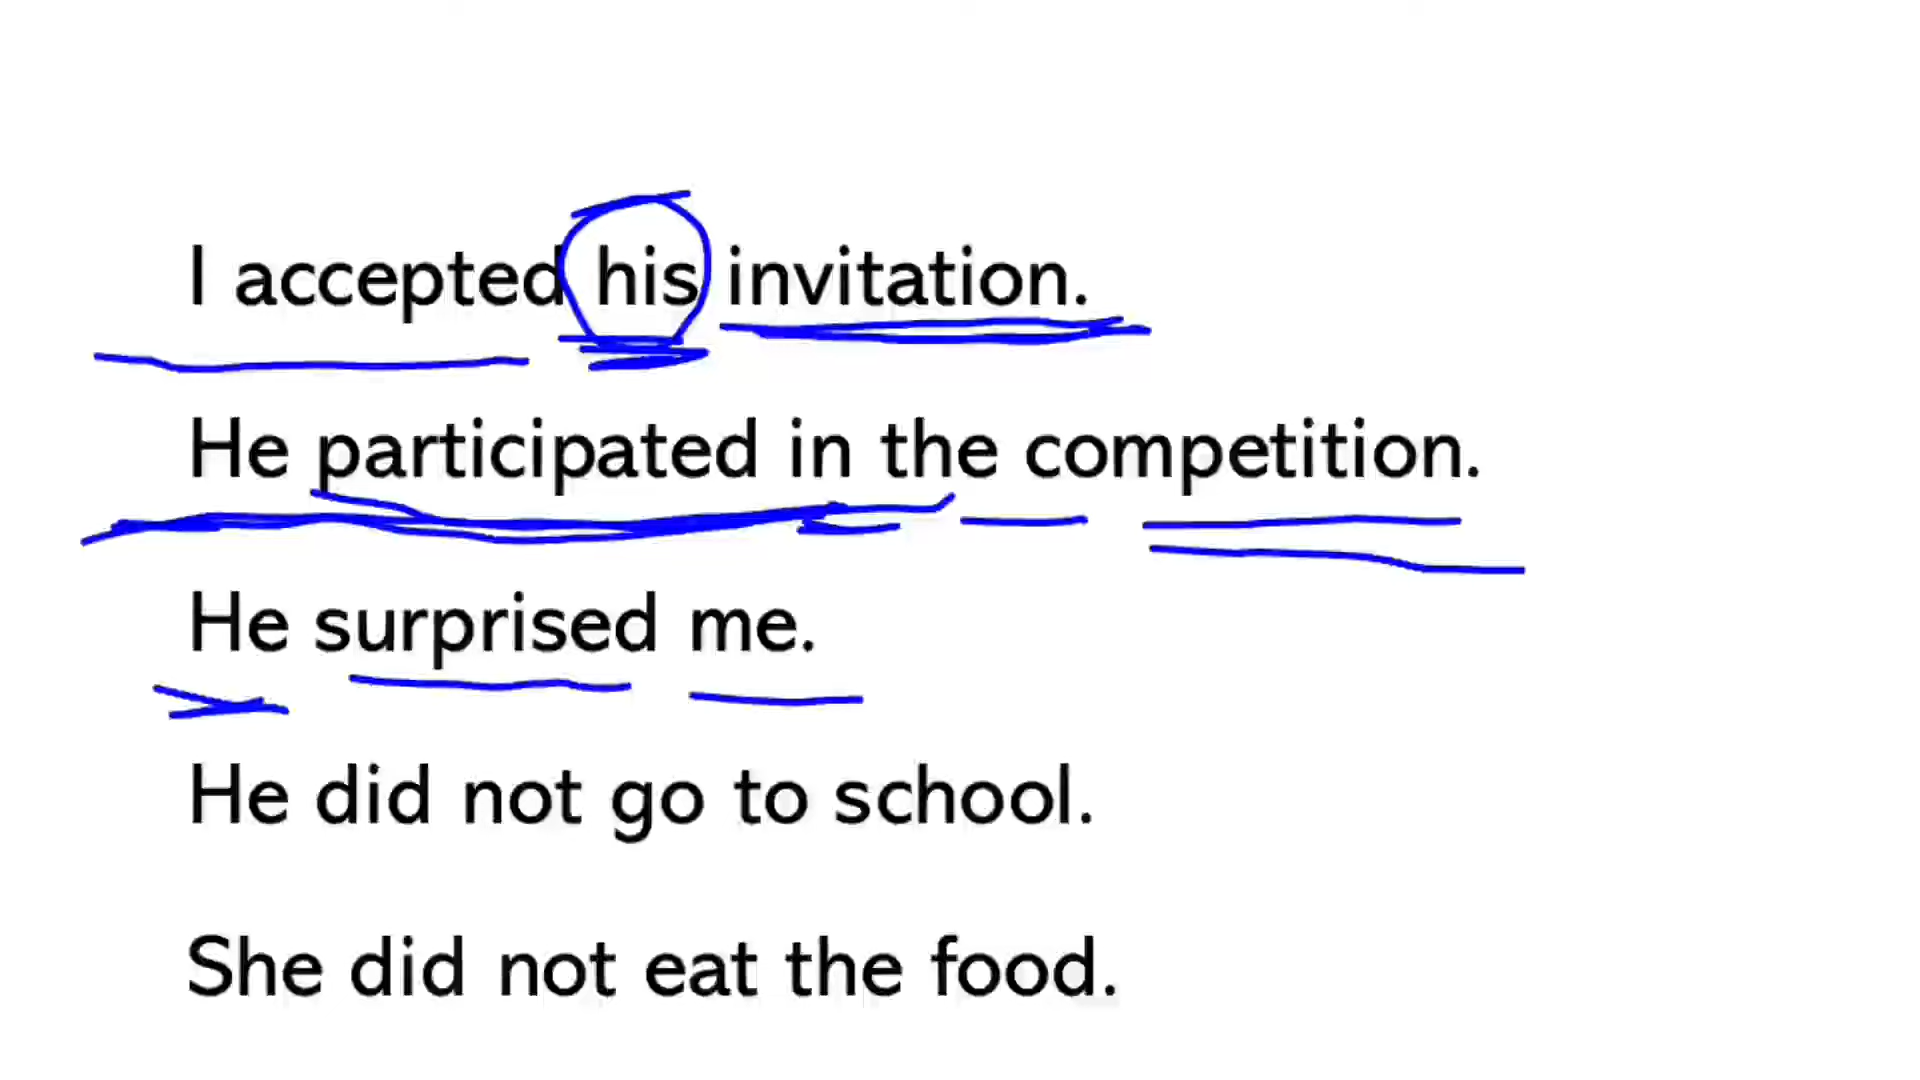 I accepted his invitation.
He participated in the competition.
He surprised me.
He did not go to school.
She did not eat the food.